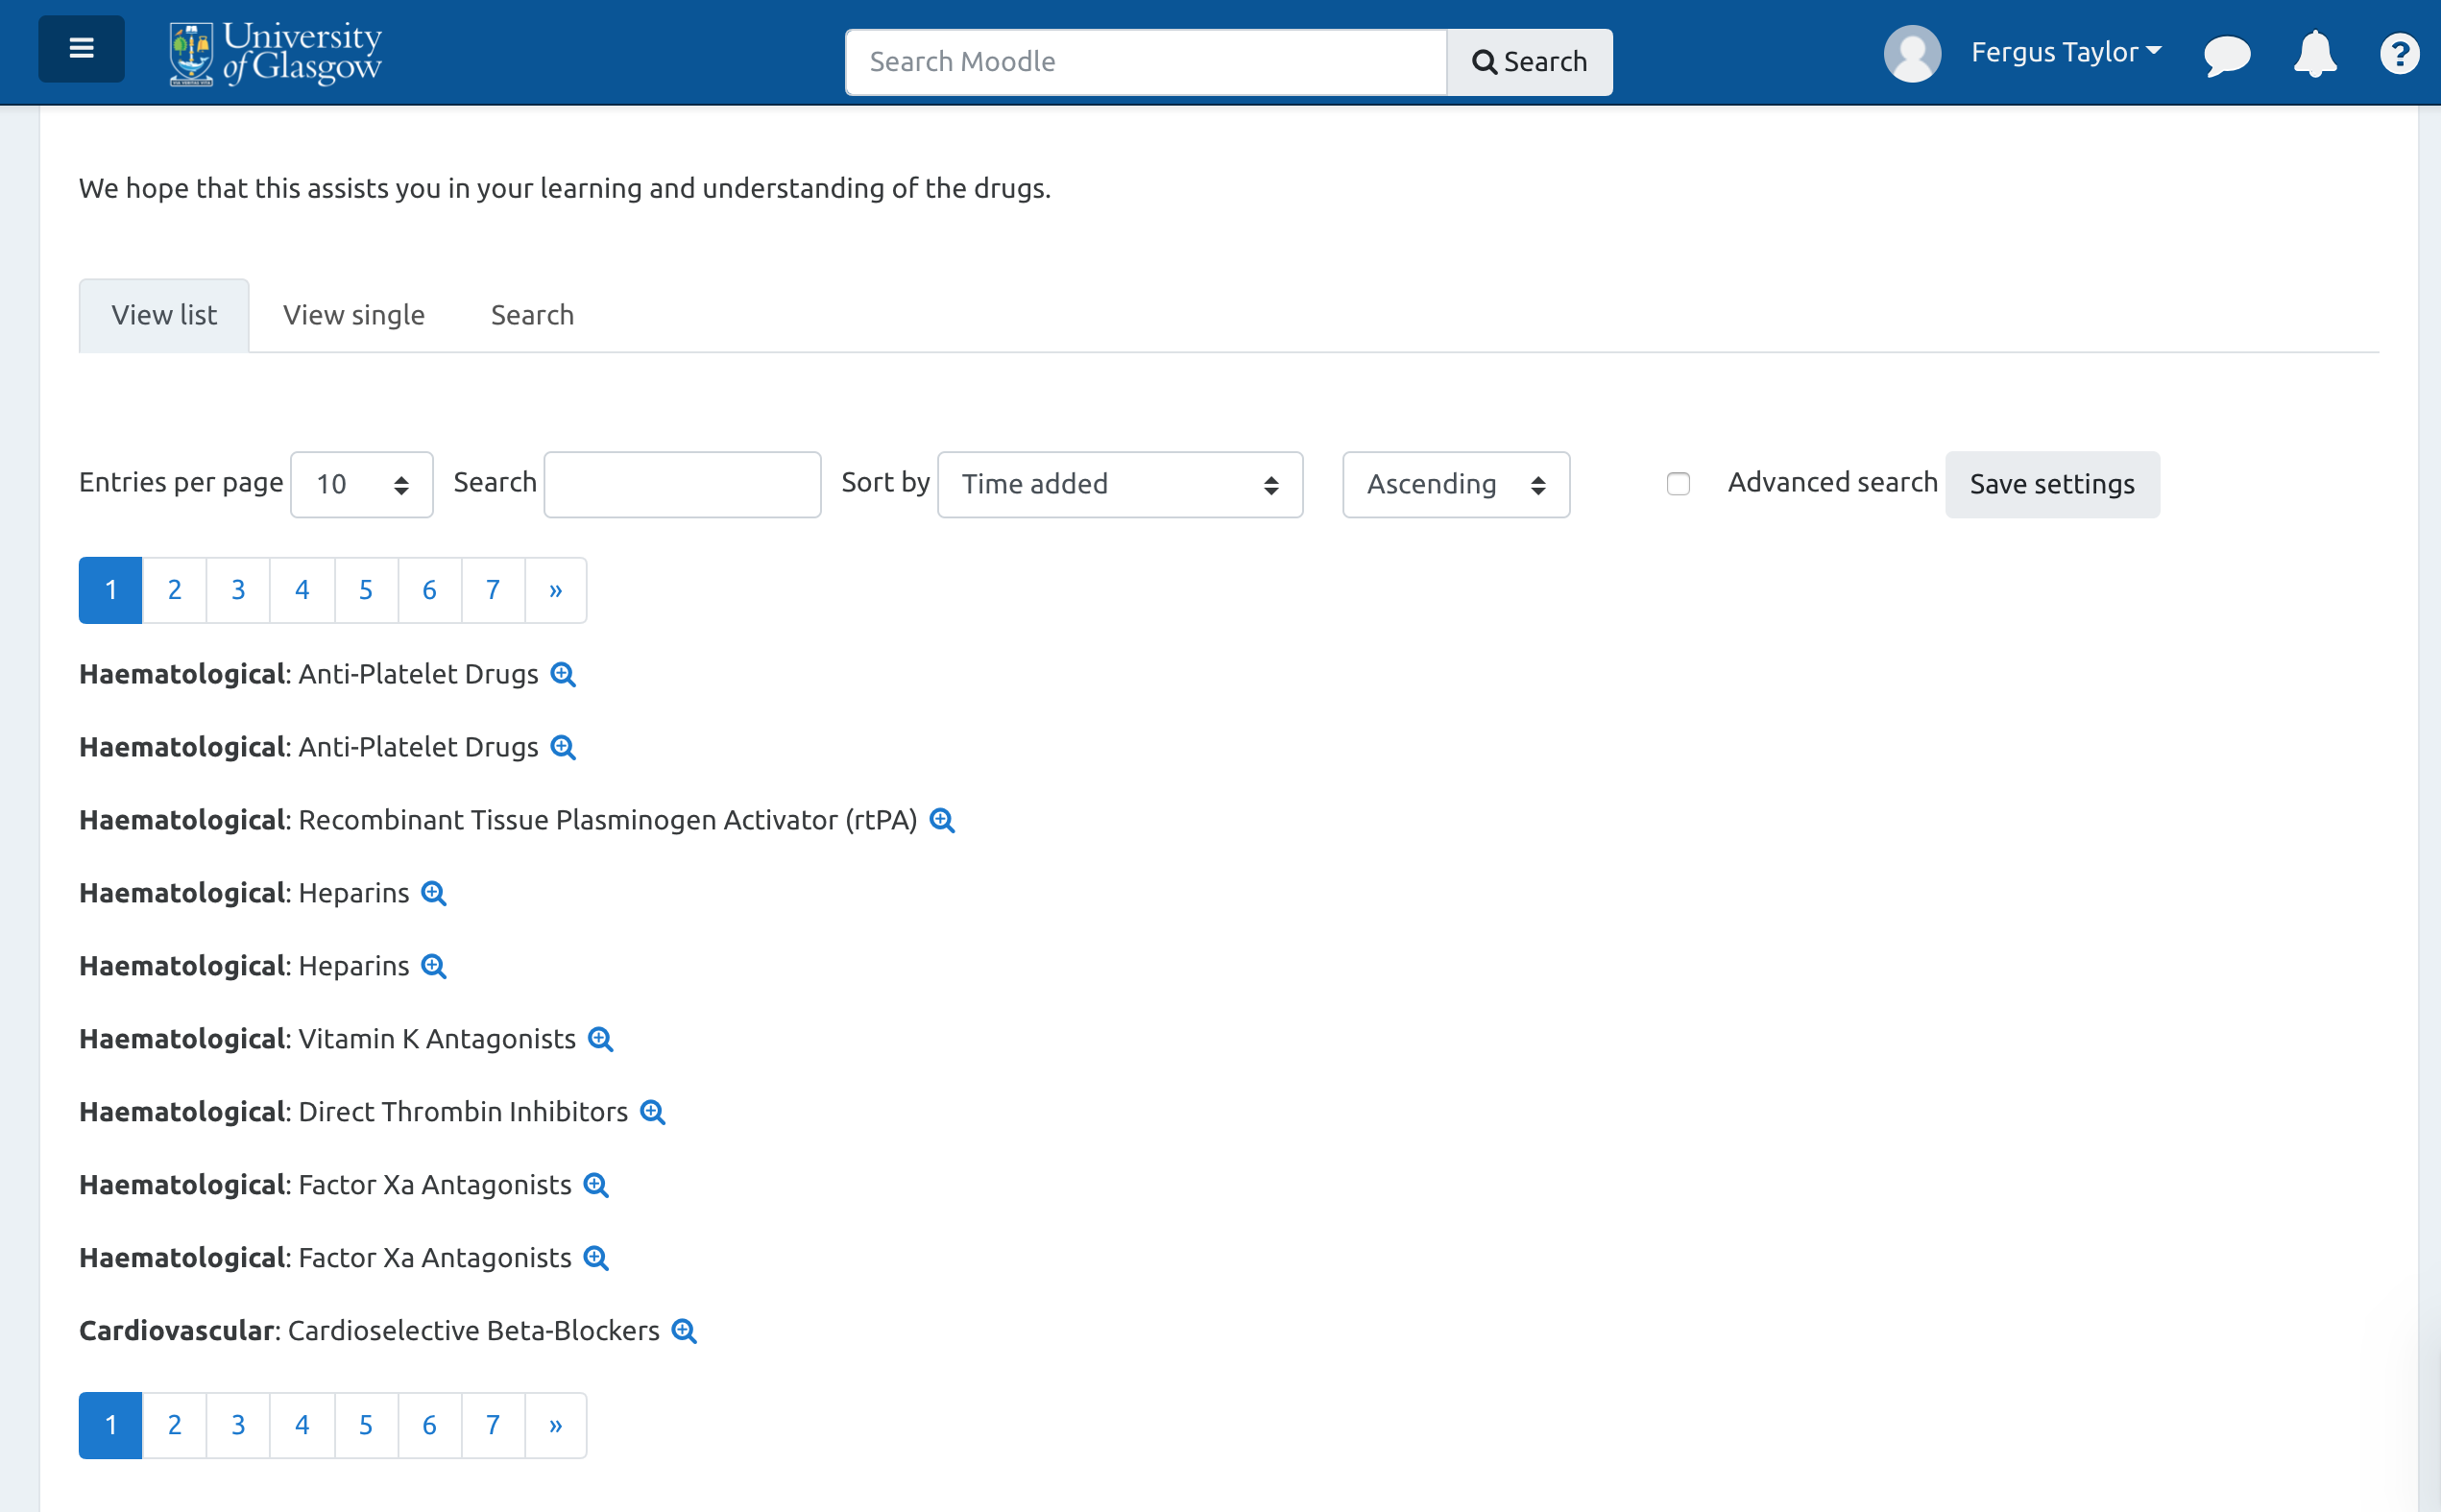 University
of Glasgow
Search Moodle
Search
Fergus Taylor
?
We hope that this assists you in your learning and understanding of the drugs.
View list View single Search
Entries per page 10 Search Sort by Time added Ascending Advanced search Save settings
1 2 3 4 5 6 7 »
Haematological: Anti-Platelet Drugs
Haematological: Anti-Platelet Drugs
Haematological: Recombinant Tissue Plasminogen Activator (rtPA)
Haematological: Heparins
Haematological: Heparins
Haematological: Vitamin K Antagonists
Haematological: Direct Thrombin Inhibitors
Haematological: Factor Xa Antagonists
Haematological: Factor Xa Antagonists
Cardiovascular: Cardioselective Beta-Blockers
1 2 3 4 5 6 7 »